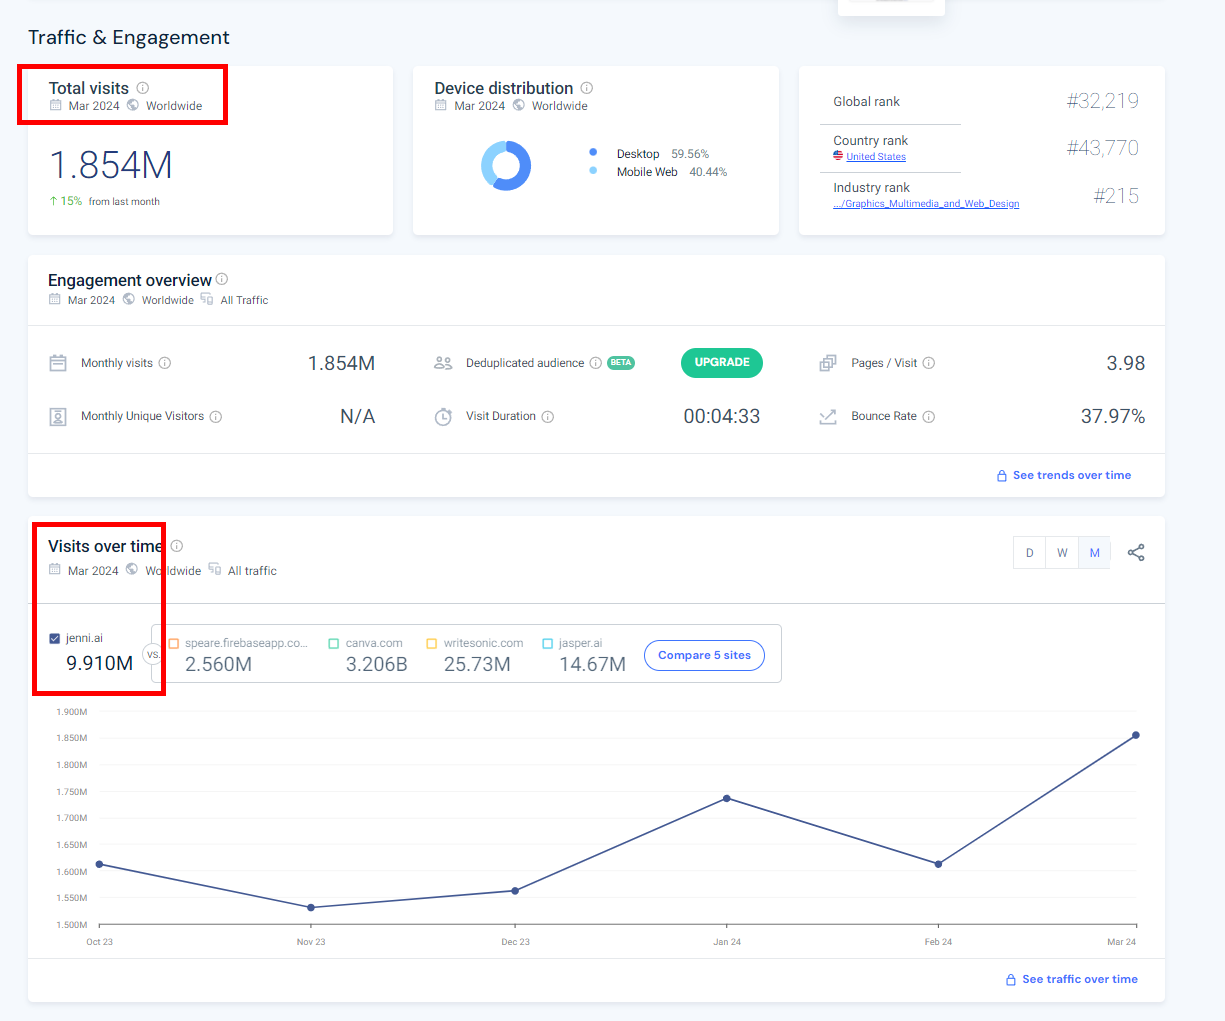 Traffic & Engagement
Total visits
Mar 2024 Worldwide
1.854M
↑ 15% from last month
Device distribution
Mar 2024 Worldwide
Desktop 59.56%
Mobile Web 40.44%
Global rank #32,219
Country rank #43,770
United States
Industry rank #215
.../Graphics_Multimedia_and_Web_Design
Engagement overview
Mar 2024 Worldwide All Traffic
Monthly visits 1.854M
Deduplicated audience BETA UPGRADE
Pages / Visit 3.98
Monthly Unique Visitors N/A
Visit Duration 00:04:33
Bounce Rate 37.97%
See trends over time
Visits over time
Mar 2024 Worldwide All traffic
D W M
jenni.ai
9.910M
VS.
speare.firebaseapp.co...
2.560M
canva.com
3.206B
writesonic.com
25.73M
jasper.ai
14.67M
Compare 5 sites
1.900M
1.850M
1.800M
1.750M
1.700M
1.650M
1.600M
1.550M
1.500M
Oct 23 Nov 23 Dec 23 Jan 24 Feb 24 Mar 24
See traffic over time